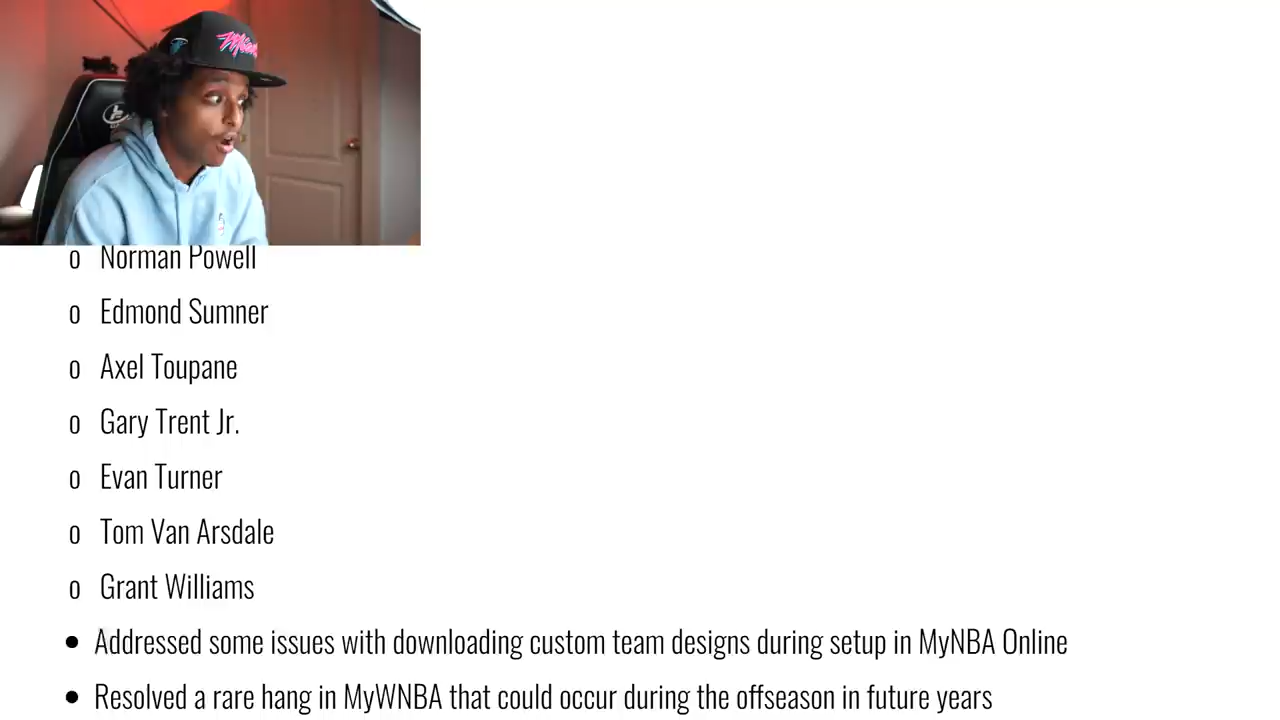 Miami
o Norman Powell
o Edmond Sumner
o Axel Toupane
o Gary Trent Jr.
o Evan Turner
o Tom Van Arsdale
o Grant Williams
• Addressed some issues with downloading custom team designs during setup in MyNBA Online
• Resolved a rare hang in MyWNBA that could occur during the offseason in future years